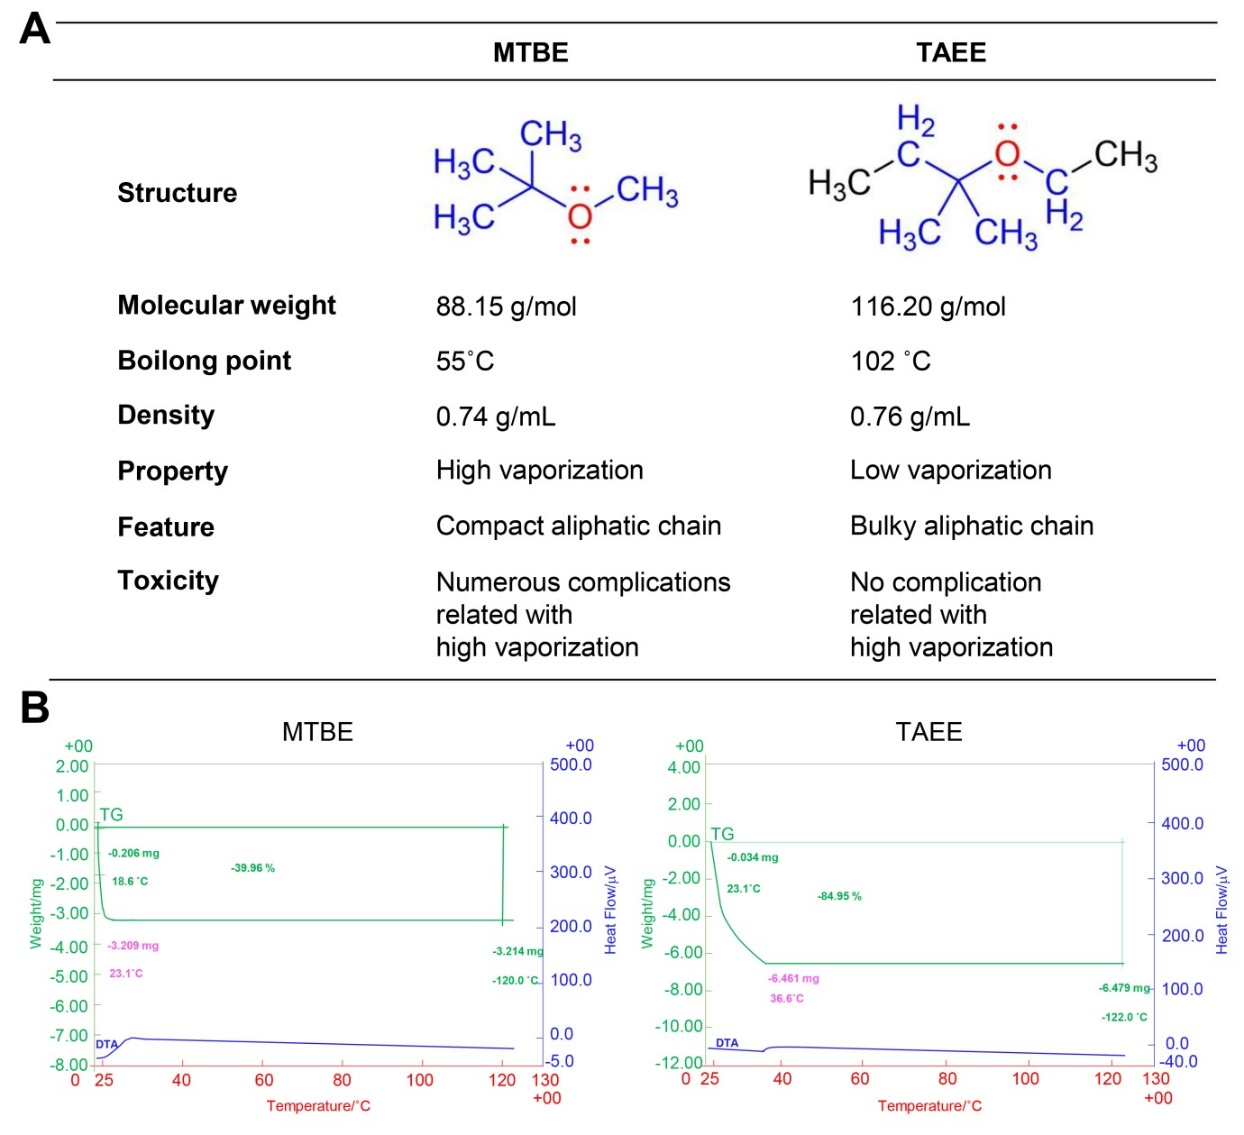 A
MTBE TAEE
Structure
CH3
H3C
H3C
O
CH3
H2
C
H3C
O
C
H2
CH3
H3C
CH3
Molecular weight 88.15 g/mol 116.20 g/mol
Boilong point 55˚C 102 ˚C
Density 0.74 g/mL 0.76 g/mL
Property High vaporization Low vaporization
Feature Compact aliphatic chain Bulky aliphatic chain
Toxicity Numerous complications No complication
related with related with
high vaporization high vaporization
B
MTBE
+00
2.00
1.00
0.00
-1.00
-2.00
-3.00
-4.00
-5.00
-6.00
-7.00
-8.00
Weight/mg
TG
-0.206 mg
18.6 ˚C
-39.96 %
-3.209 mg
23.1˚C
-3.214 mg
-120.0 ˚C
DTA
+00
500.0
400.0
300.0
200.0
100.0
0.0
-5.0
Heat Flow/μV
0 25 40 60 80 100 120 130
+00
Temperature/˚C
TAEE
+00
4.00
2.00
0.00
-2.00
-4.00
-6.00
-8.00
-10.00
-12.00
Weight/mg
TG
-0.034 mg
23.1˚C
-84.95 %
-6.461 mg
36.6˚C
-6.479 mg
-122.0 ˚C
DTA
+00
500.0
400.0
300.0
200.0
100.0
0.0
-40.0
Heat Flow/μV
0 25 40 60 80 100 120 130
+00
Temperature/˚C